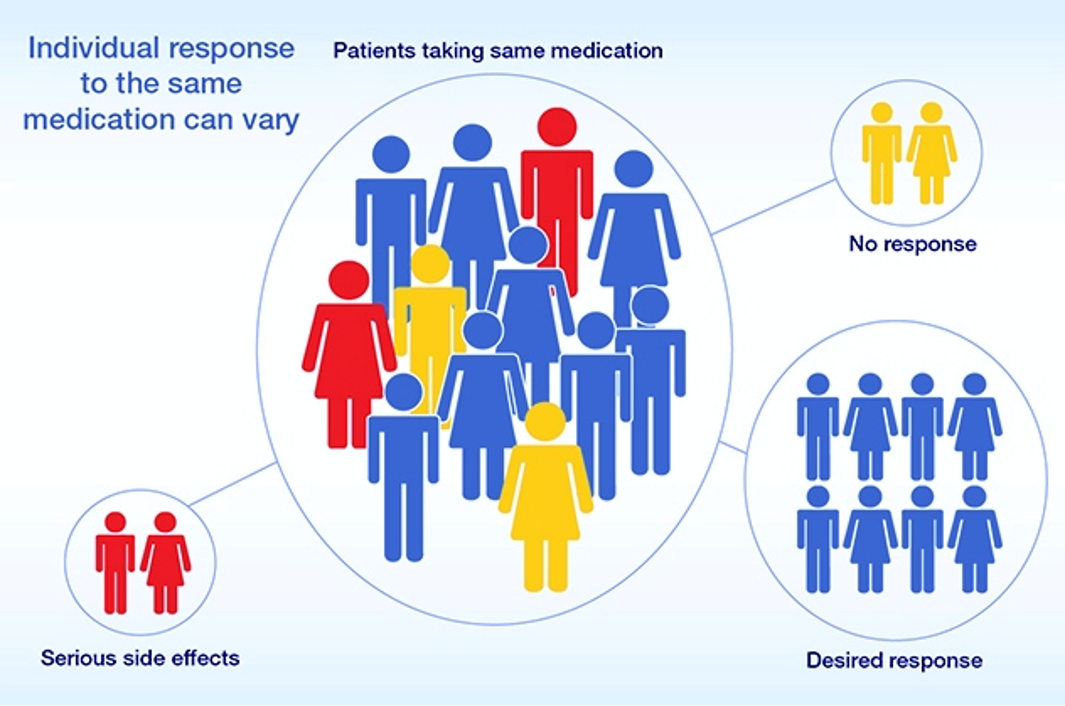 Individual response
to the same
medication can vary
Patients taking same medication
No response
Serious side effects
Desired response